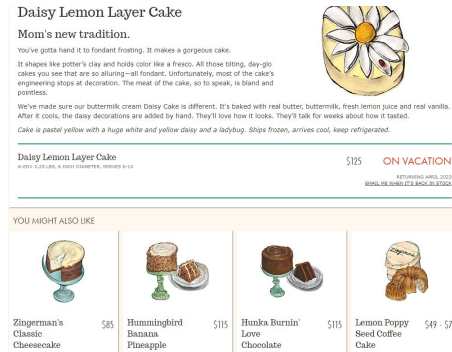 Daisy Lemon Layer Cake
Mom's new tradition.
You've gotta hand it to fondant frosting. It makes a gorgeous cake.
It shapes like potter's clay and holds color like a fresco. All those tilting, day-glo
cakes you see that are so alluring—all fondant. Unfortunately, most of the cake's
engineering stops at decoration. The meat of the cake, so to speak, is bland and
pointless.
We've made sure our buttermilk cream Daisy Cake is different. It's baked with real butter, buttermilk, fresh lemon juice and real vanilla.
After it cools, the daisy decorations are added by hand. They'll love how it looks. They'll talk for weeks about how it tasted.
Cake is pastel yellow with a huge white and yellow daisy and a ladybug. Ships frozen, arrives cool, keep refrigerated.
Daisy Lemon Layer Cake $125 ON VACATION
2.25 LBS, 6 INCH DIAMETER, SERVES 8-10
RETURNING APRIL 2023
EMAIL ME WHEN IT'S BACK IN STOCK
YOU MIGHT ALSO LIKE
Zingerman's $85 Hummingbird $115 Hunka Burnin' $115 Lemon Poppy $49 - $7
Classic Banana Love Seed Coffee
Cheesecake Pineapple Chocolate Cake